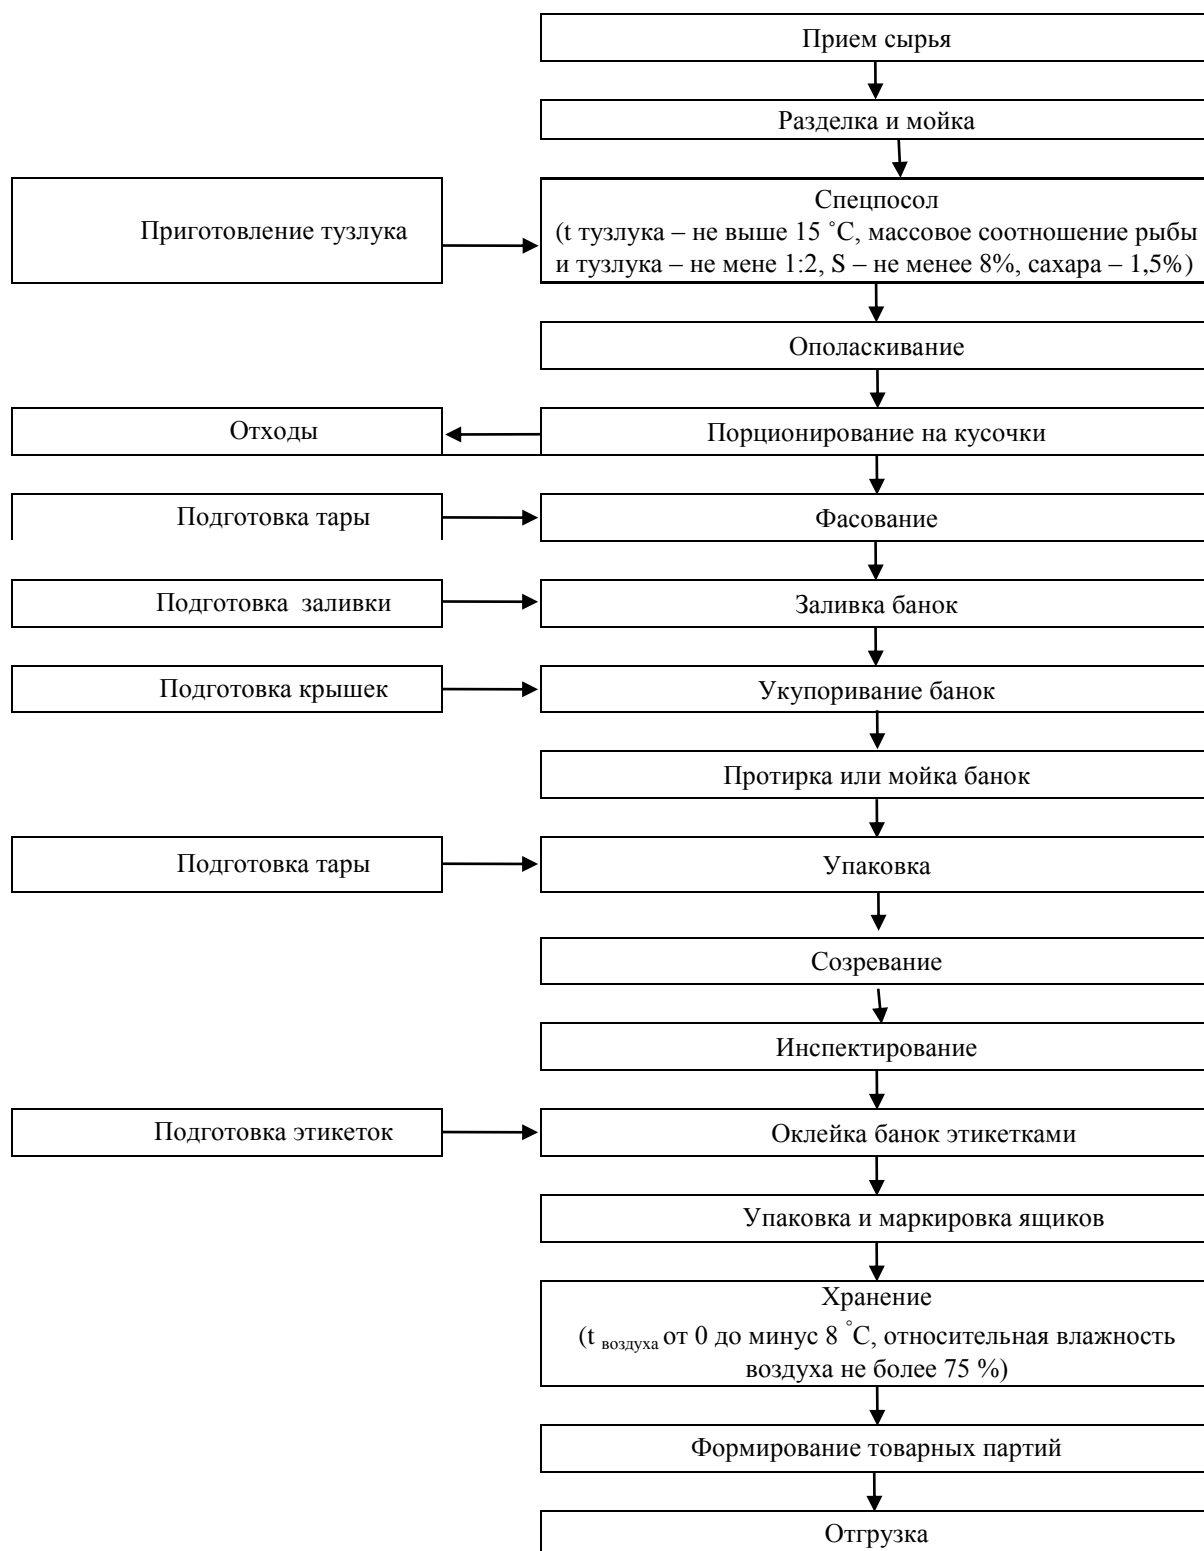 Прием сырья
Разделка и мойка
Приготовление тузлука
Спецпосол
(t тузлука – не выше 15 ˚С, массовое соотношение рыбы
и тузлука – не мене 1:2, S – не менее 8%, сахара – 1,5%)
Ополаскивание
Отходы
Порционирование на кусочки
Подготовка тары
Фасование
Подготовка заливки
Заливка банок
Подготовка крышек
Укупоривание банок
Протирка или мойка банок
Подготовка тары
Упаковка
Созревание
Инспектирование
Подготовка этикеток
Оклейка банок этикетками
Упаковка и маркировка ящиков
Хранение
(t воздуха от 0 до минус 8 ˚С, относительная влажность
воздуха не более 75 %)
Формирование товарных партий
Отгрузка